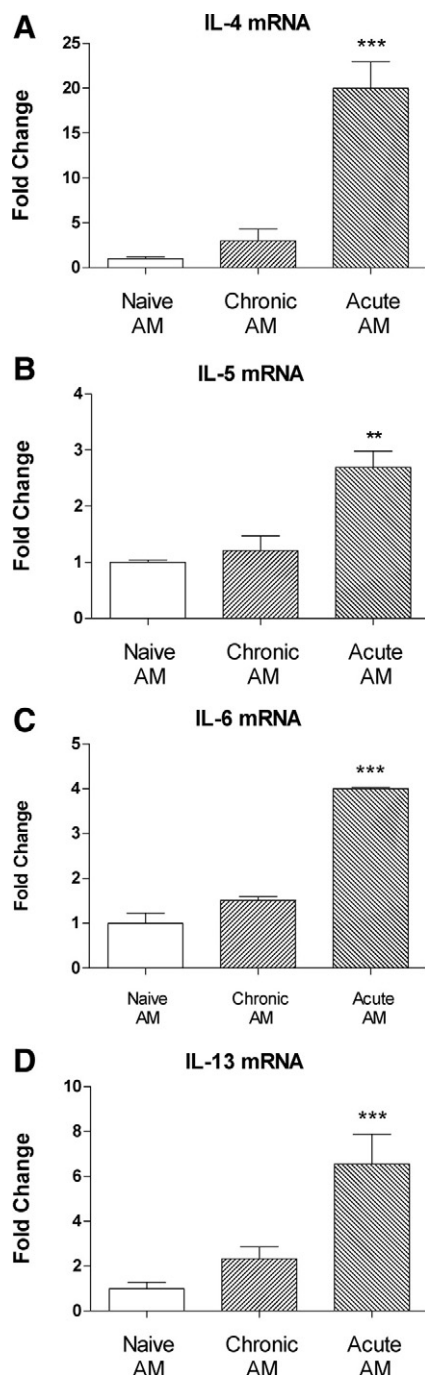 A
IL-4 mRNA
Fold Change
25
20
15
10
5
0
***
Naive
AM
Chronic
AM
Acute
AM
B
IL-5 mRNA
Fold Change
4
3
2
1
0
**
Naive
AM
Chronic
AM
Acute
AM
C
IL-6 mRNA
Fold Change
5
4
3
2
1
0
***
Naive
AM
Chronic
AM
Acute
AM
D
IL-13 mRNA
Fold Change
10
8
6
4
2
0
***
Naive
AM
Chronic
AM
Acute
AM